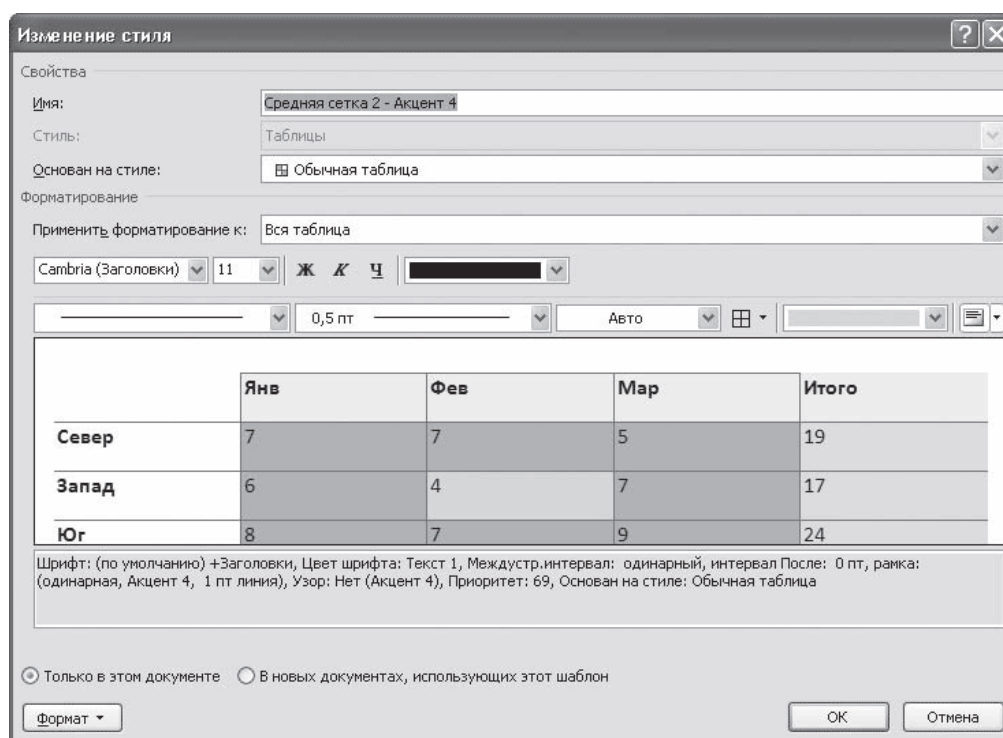 Изменение стиля
Свойства
Имя: Средняя сетка 2 - Акцент 4
Стиль: Таблицы
Основан на стиле: Обычная таблица
Форматирование
Применить форматирование к: Вся таблица
Cambria (Заголовки) 11 Ж К Ч
0,5 пт Авто
Янв Фев Мар Итого
Север 7 7 5 19
Запад 6 4 7 17
Юг 8 7 9 24
Шрифт: (по умолчанию) +Заголовки, Цвет шрифта: Текст 1, Междустр.интервал: одинарный, интервал После: 0 пт, рамка:
(одинарная, Акцент 4, 1 пт линия), Узор: Нет (Акцент 4), Приоритет: 69, Основан на стиле: Обычная таблица
Только в этом документе В новых документах, использующих этот шаблон
Формат ОК Отмена